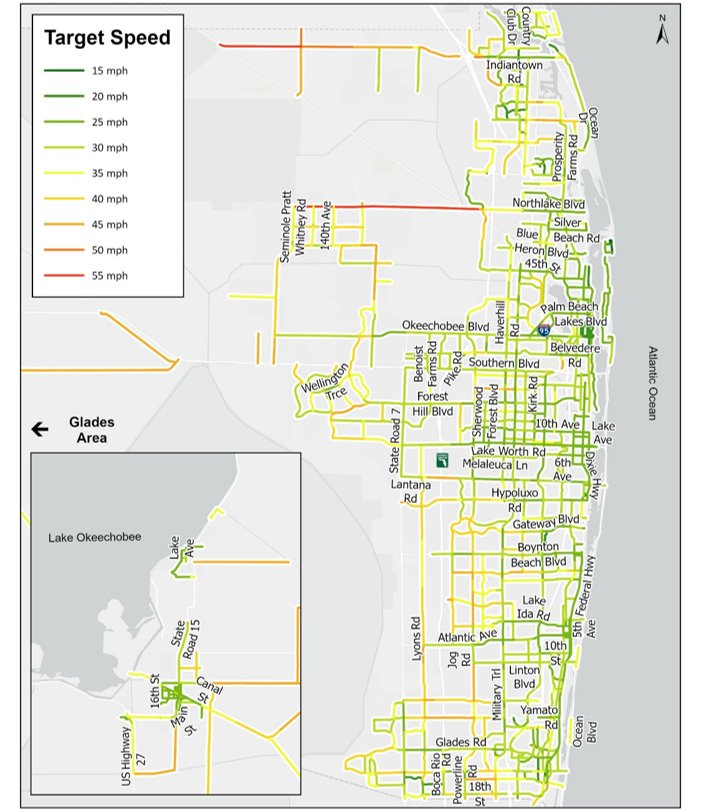 Target Speed
15 mph
20 mph
25 mph
30 mph
35 mph
40 mph
45 mph
50 mph
55 mph
N
Country
Club Dr
Indiantown
Rd
Ocean
Dr
Prosperity
Farms Rd
Seminole Pratt
Whitney Rd
140th Ave
Northlake Blvd
Silver
Beach Rd
Blue
Heron Blvd
45th St
Palm Beach
Lakes Blvd
95
Haverhill
Rd
Okeechobee Blvd
Belvedere
Rd
Benoist
Farms Rd
Pike Rd
Southern Blvd
Wellington
Trce
Forest
Hill Blvd
Sherwood
Forest Blvd
Kirk Rd
10th Ave
Lake
Ave
State Road 7
Lake Worth Rd
Melaleuca Ln
6th
Ave
Dixie Hwy
Lantana
Rd
Hypoluxo
Rd
Gateway Blvd
Boynton
Beach Blvd
Federal Hwy
Lake
Ida Rd
5th
Ave
Atlantic Ave
10th
St
Lyons Rd
Jog
Rd
Military Trl
Linton
Blvd
Yamato
Rd
Ocean
Blvd
Glades Rd
Boca Rio
Rd
Powerline
Rd
18th
St
Atlantic Ocean
Glades
Area
Lake Okeechobee
Lake
Ave
State
Road 15
16th St
Canal
St
Main
St
US Highway
27